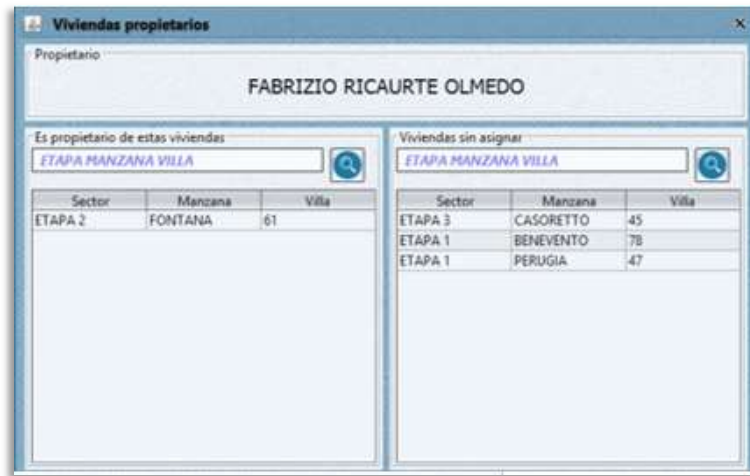 Viviendas propietarios
Propietario
FABRIZIO RICAURTE OLMEDO
Es propietario de estas viviendas
ETAPA MANZANA VILLA
Sector Manzana Villa
ETAPA 2 FONTANA 61
Viviendas sin asignar
ETAPA MANZANA VILLA
Sector Manzana Villa
ETAPA 3 CASORETTO 45
ETAPA 1 BENEVENTO 78
ETAPA 1 PERUGIA 47